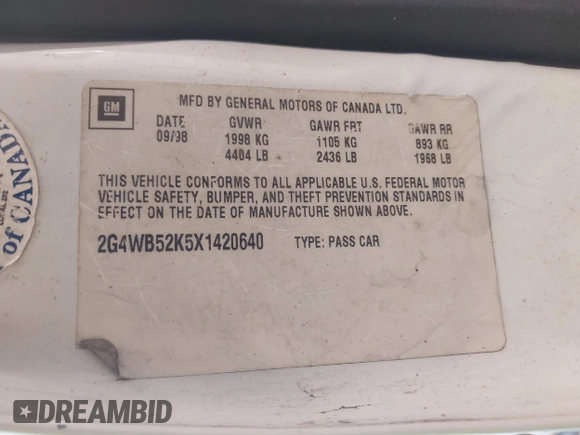 GM
MFD BY GENERAL MOTORS OF CANADA LTD.
DATE GVWR GAWR FRT GAWR RR
09/98 1998 KG 1105 KG 893 KG
4404 LB 2436 LB 1968 LB
THIS VEHICLE CONFORMS TO ALL APPLICABLE U.S. FEDERAL MOTOR
VEHICLE SAFETY, BUMPER, AND THEFT PREVENTION STANDARDS IN
EFFECT ON THE DATE OF MANUFACTURE SHOWN ABOVE.
2G4WB52K5X1420640 TYPE: PASS CAR
of CANADA
DREAMBID